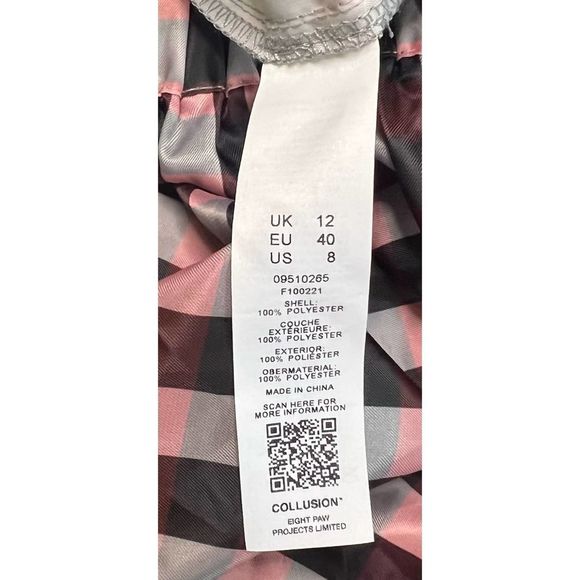 UK 12
EU 40
US 8
09510265
F100221
SHELL:
100% POLYESTER
COUCHE
EXTÉRIEURE:
100% POLYESTER
EXTERIOR:
100% POLIÉSTER
OBERMATERIAL:
100% POLYESTER
MADE IN CHINA
SCAN HERE FOR
MORE INFORMATION
COLLUSION™
EIGHT PAW
PROJECTS LIMITED